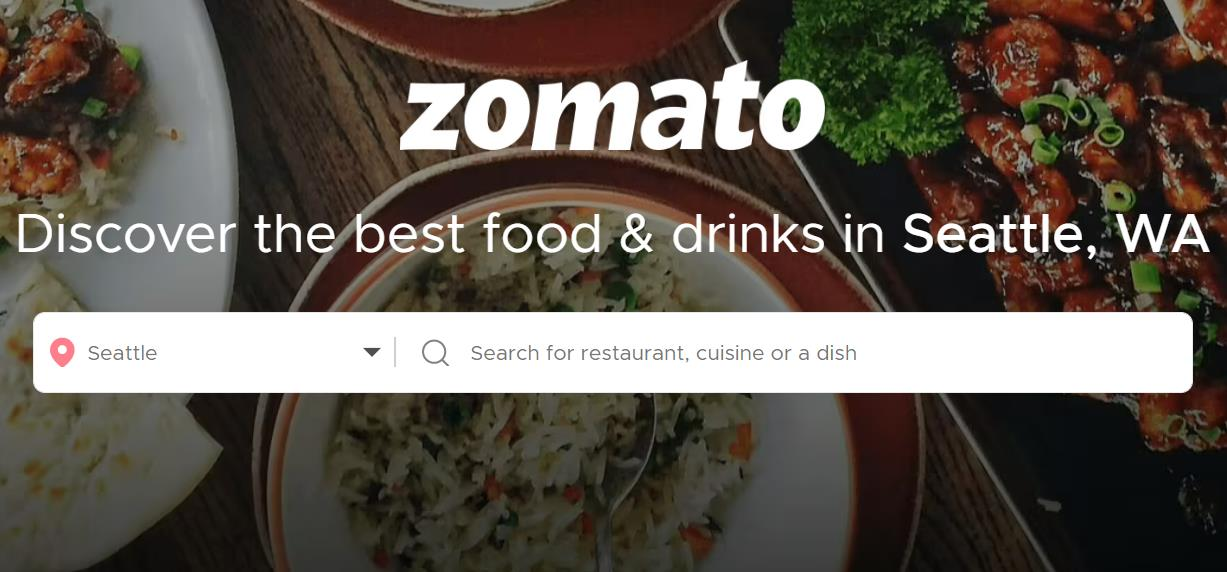 zomato
Discover the best food & drinks in Seattle, WA
Seattle
Search for restaurant, cuisine or a dish